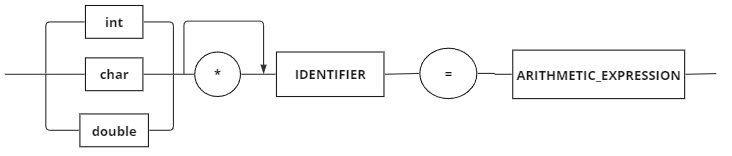 int
char
double
*
IDENTIFIER
=
ARITHMETIC_EXPRESSION